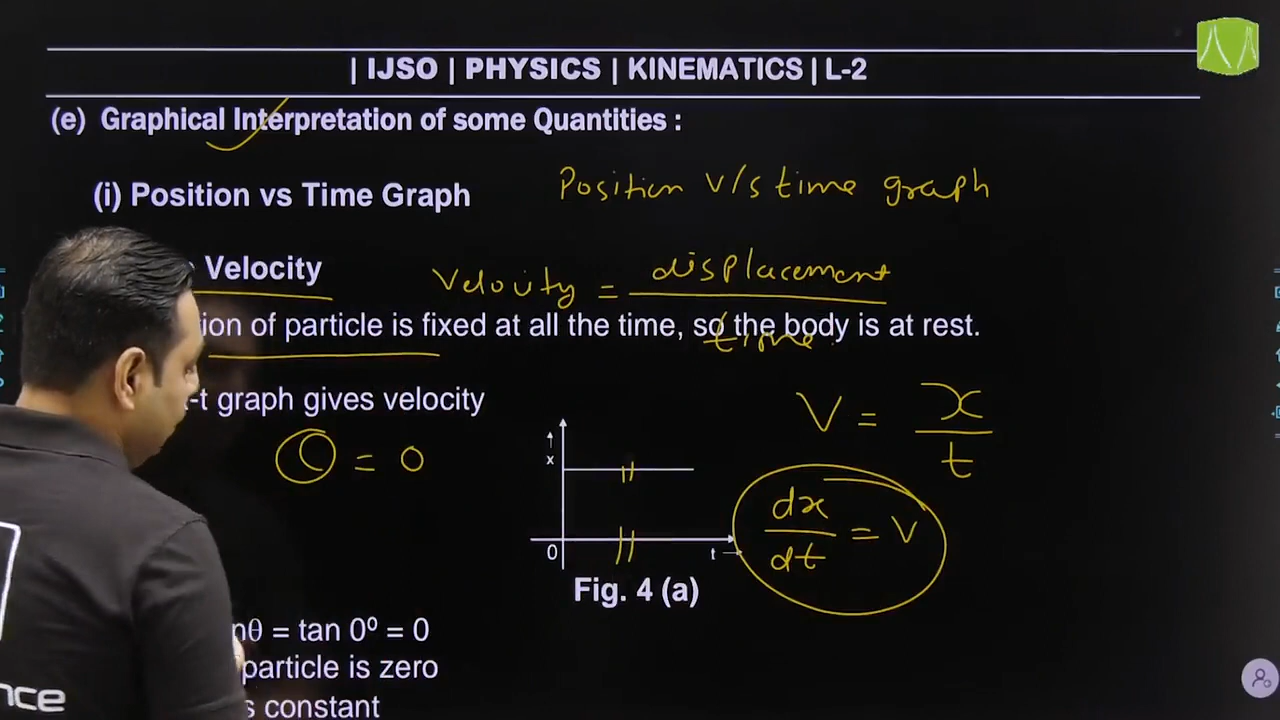 | IJSO | PHYSICS | KINEMATICS | L-2
(e) Graphical Interpretation of some Quantities :
(i) Position vs Time Graph
Position v/s time graph
Velocity
Velocity = displacement
time
ion of particle is fixed at all the time, so the body is at rest.
-t graph gives velocity
V = x
t
= 0
x
dx
dt = v
0
t →
Fig. 4 (a)
nθ = tan 0º = 0
particle is zero
s constant
nce